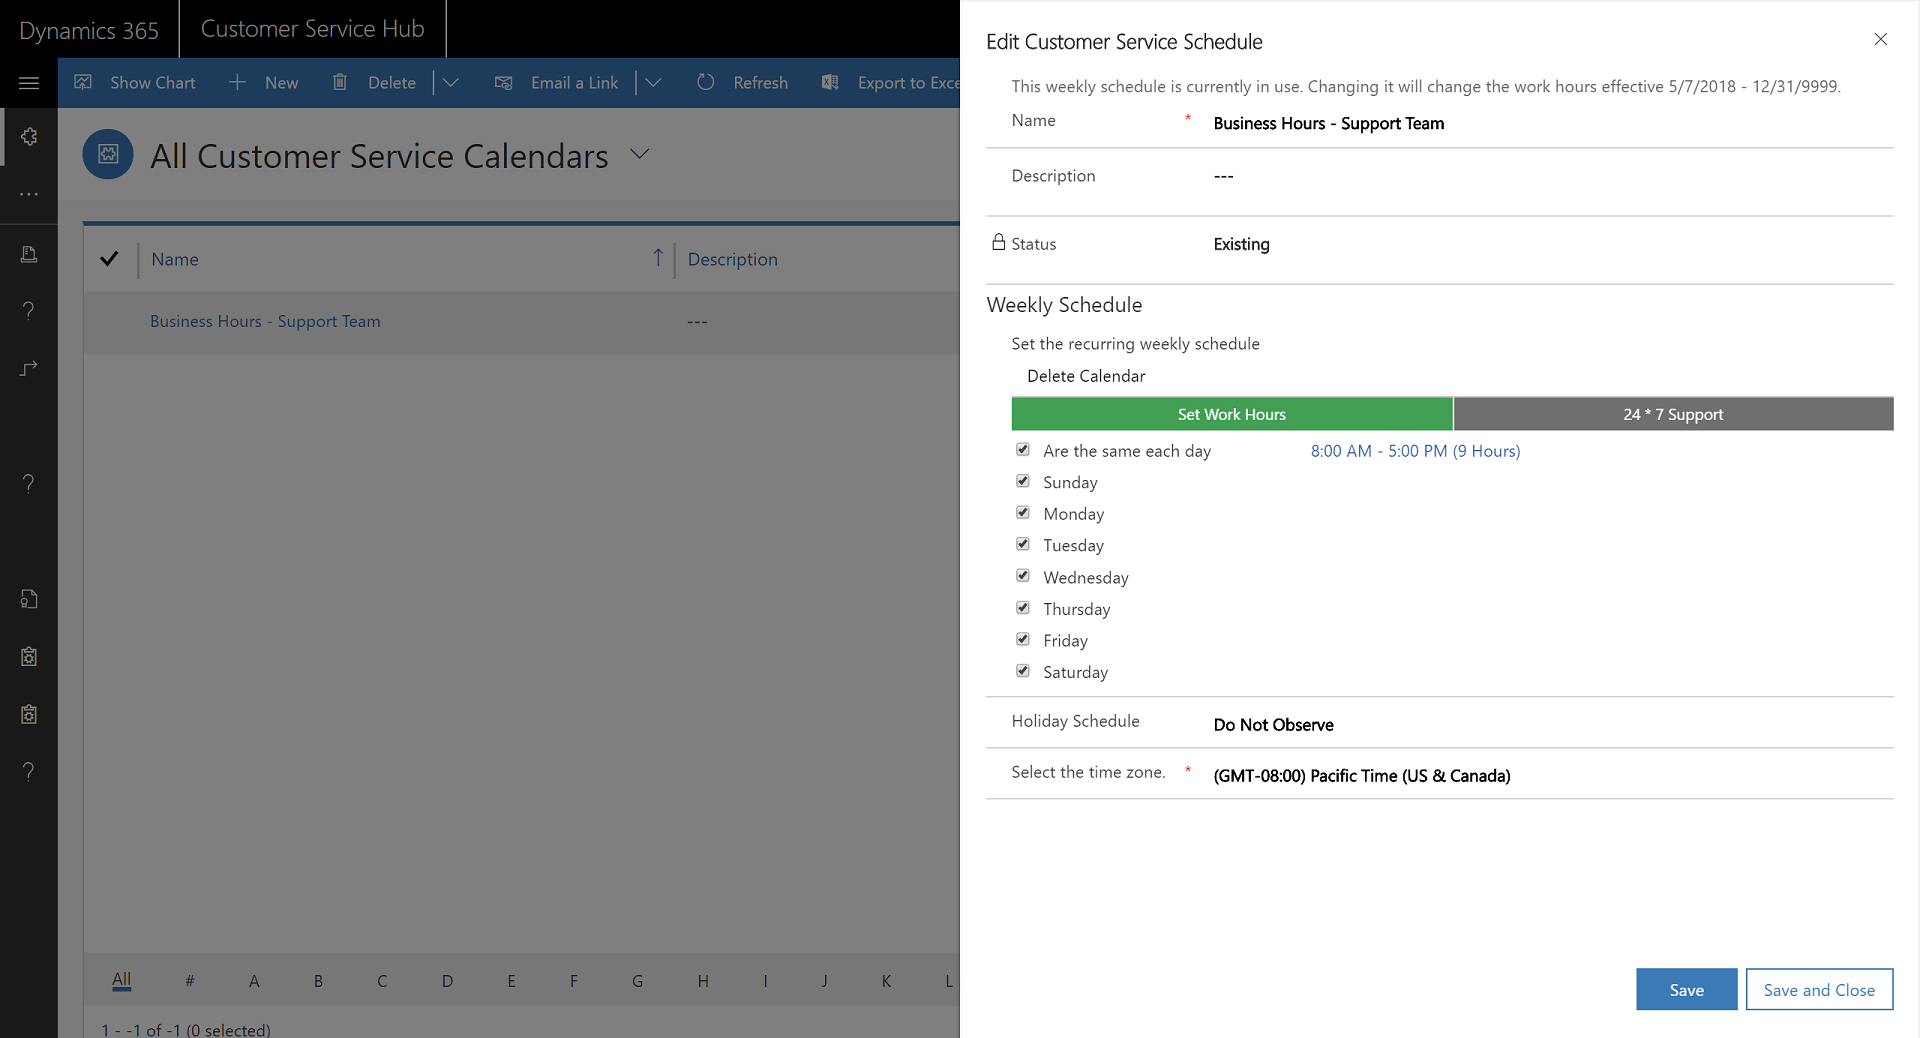 Dynamics 365
Customer Service Hub
Show Chart
New
Delete
Email a Link
Refresh
Export to Exce
All Customer Service Calendars
Name
Description
Business Hours - Support Team
---
All # A B C D E F G H I J K L
1 - -1 of -1 (0 selected)
Edit Customer Service Schedule
This weekly schedule is currently in use. Changing it will change the work hours effective 5/7/2018 - 12/31/9999.
Name * Business Hours - Support Team
Description ---
Status Existing
Weekly Schedule
Set the recurring weekly schedule
Delete Calendar
Set Work Hours
24 * 7 Support
Are the same each day 8:00 AM - 5:00 PM (9 Hours)
Sunday
Monday
Tuesday
Wednesday
Thursday
Friday
Saturday
Holiday Schedule Do Not Observe
Select the time zone. * (GMT-08:00) Pacific Time (US & Canada)
Save
Save and Close